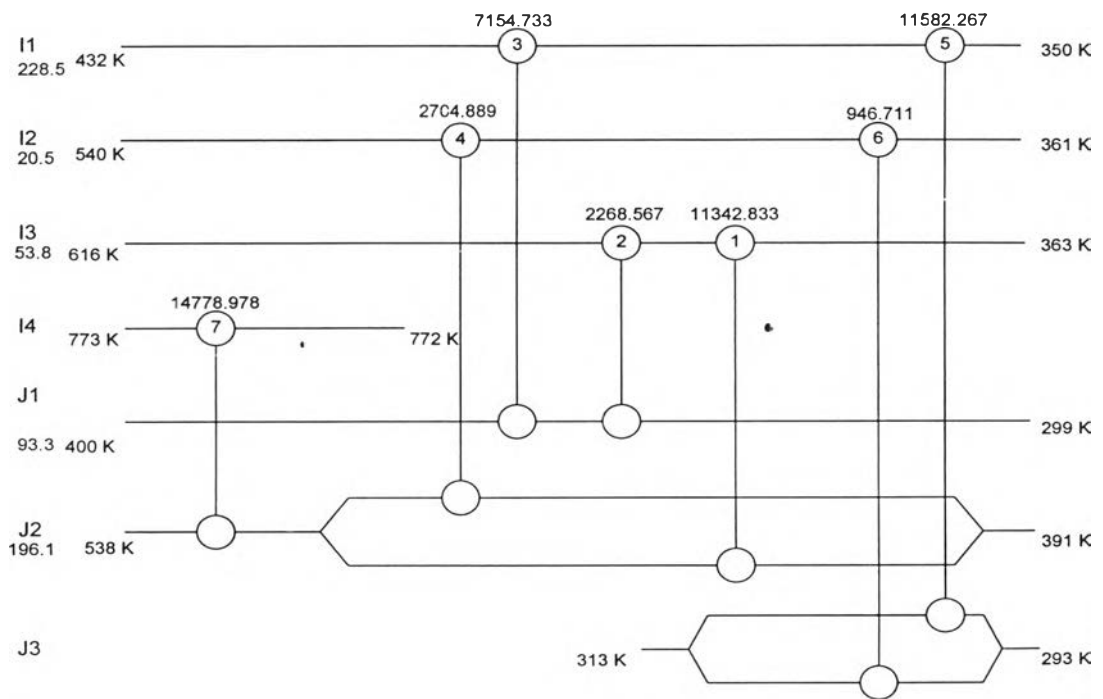 7154.733 11582.267
I1 432 K 3 5 350 K
228.5
2704.889 946.711
I2 540 K 4 6 361 K
20.5
2268.567 11342.833
I3 616 K 2 1 363 K
53.8
14778.978
I4 773 K 7 772 K
J1
93.3 400 K 299 K
J2 538 K 391 K
196.1
J3 313 K 293 K